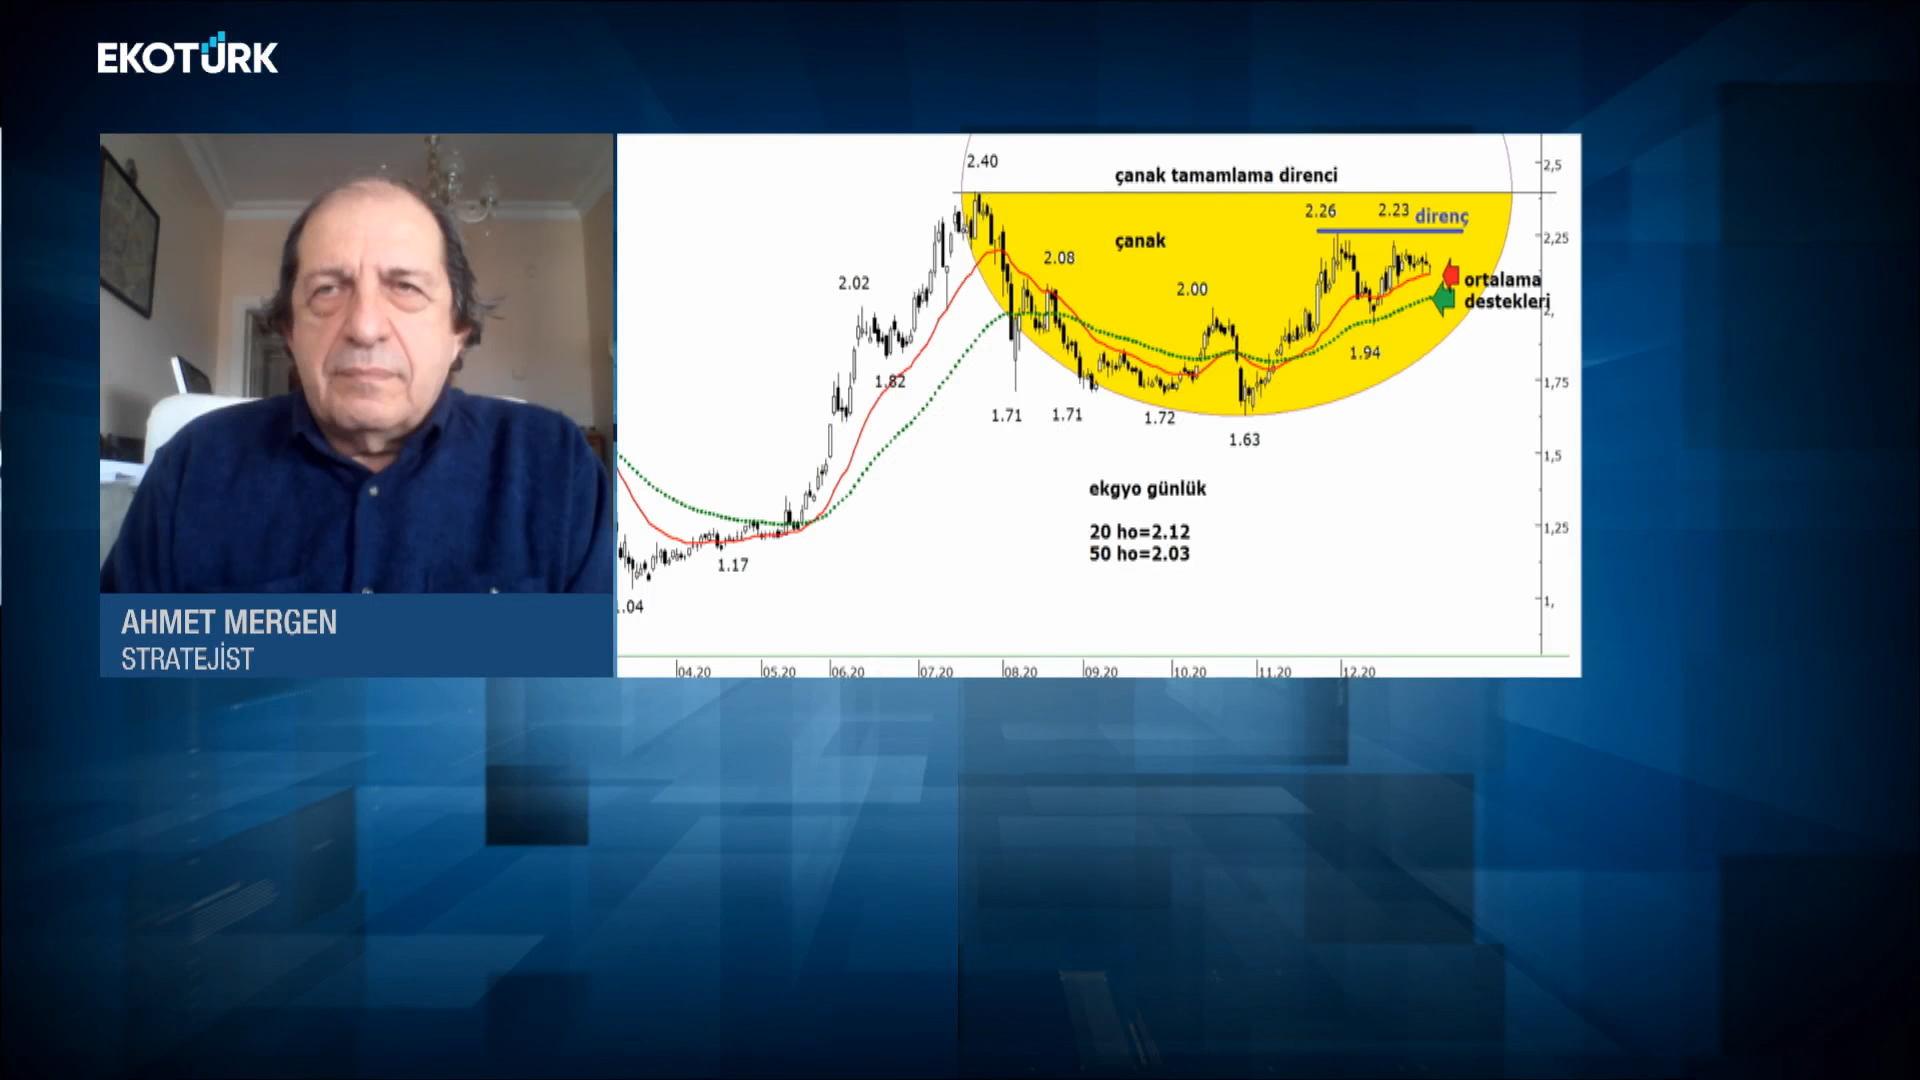 EKOTÜRK
AHMET MERGEN
STRATEJİST
2.40
çanak tamamlama direnci
2,5
2.26
2.23
direnç
2,25
çanak
2.08
2.02
2.00
ortalama
destekleri
2,
1.94
1.82
1,75
1.71
1.71
1.72
1.63
1,5
ekgyo günlük
20 ho=2.12
50 ho=2.03
1,25
1.17
.04
1,
04.20
05.20
06.20
07.20
08.20
09.20
10.20
11.20
12.20